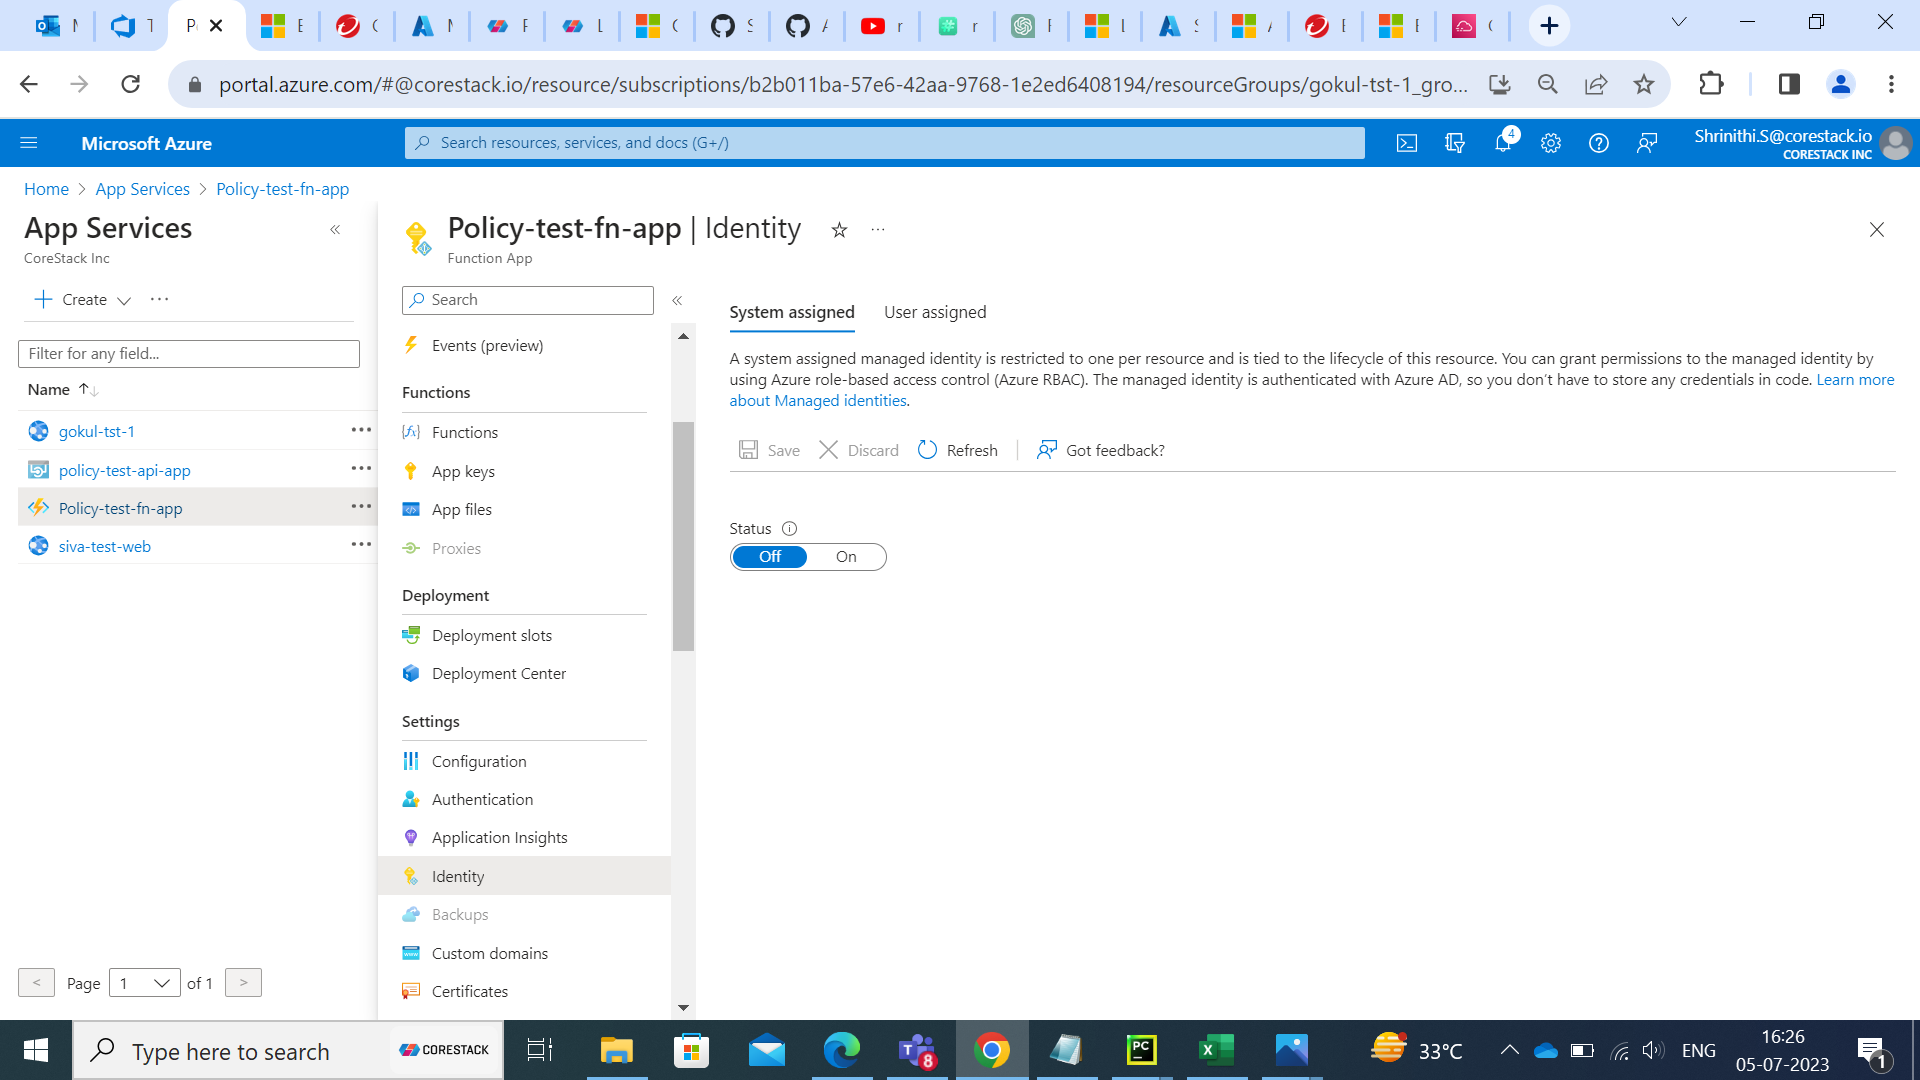 N
T
Po
E
C
M
F
L
C
S
A
r
r
F
L
S
A
E
E
C
portal.azure.com/#@corestack.io/resource/subscriptions/b2b011ba-57e6-42aa-9768-1e2ed6408194/resourceGroups/gokul-tst-1_gro...
Microsoft Azure
Search resources, services, and docs (G+/)
4
Shrinithi.S@corestack.io
CORESTACK INC
Home > App Services > Policy-test-fn-app
App Services
CoreStack Inc
Create
Filter for any field...
Name
gokul-tst-1
policy-test-api-app
Policy-test-fn-app
siva-test-web
< Page 1 of 1 >
Policy-test-fn-app | Identity
Function App
Search
Events (preview)
Functions
Functions
App keys
App files
Proxies
Deployment
Deployment slots
Deployment Center
Settings
Configuration
Authentication
Application Insights
Identity
Backups
Custom domains
Certificates
System assigned User assigned
A system assigned managed identity is restricted to one per resource and is tied to the lifecycle of this resource. You can grant permissions to the managed identity by
using Azure role-based access control (Azure RBAC). The managed identity is authenticated with Azure AD, so you don't have to store any credentials in code. Learn more
about Managed identities.
Save Discard Refresh Got feedback?
Status
Off On
Type here to search
CORESTACK
8
PC
33°C
ENG
16:26
05-07-2023
1